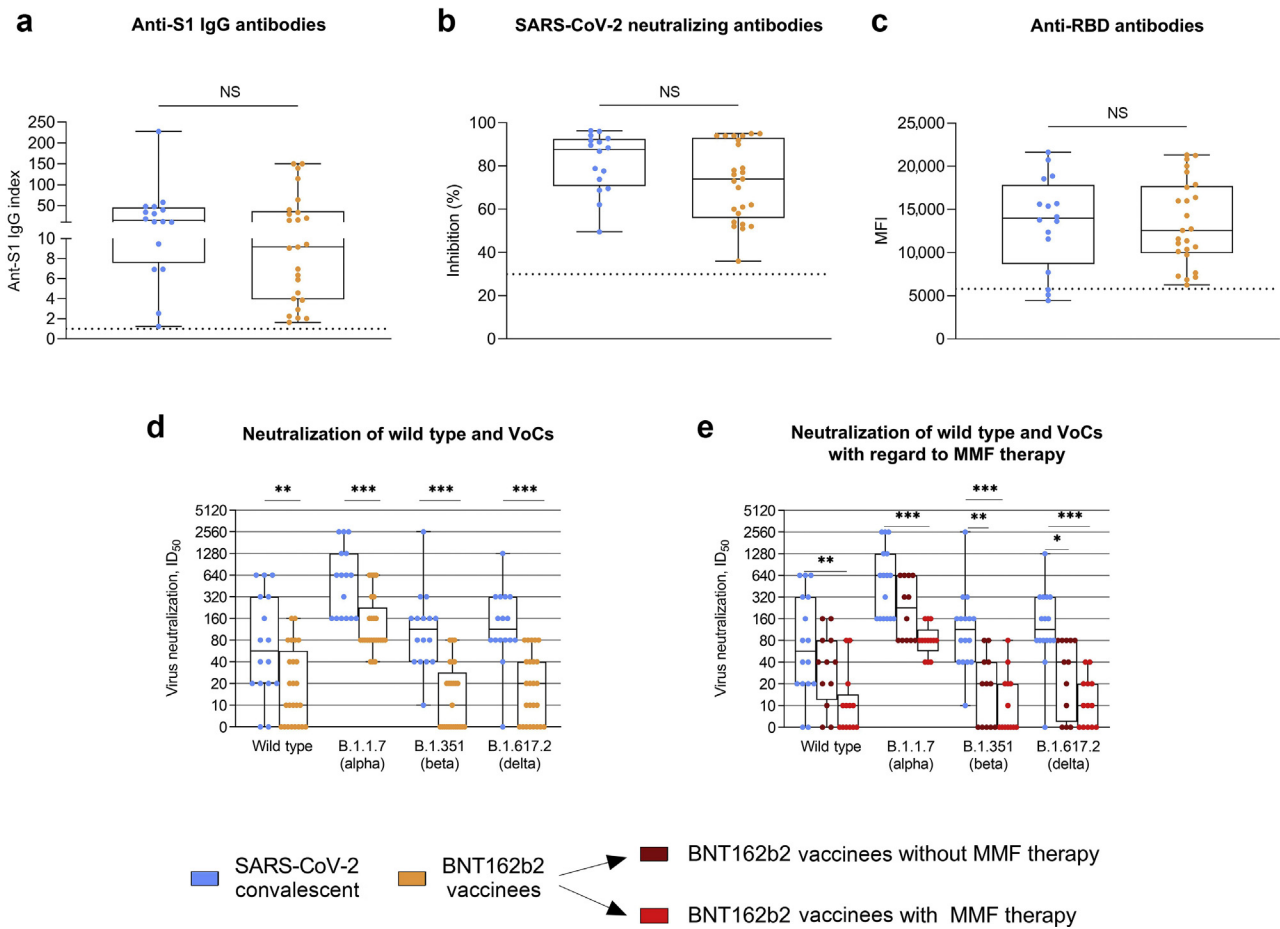 a
Anti-S1 IgG antibodies
NS
Anti-S1 IgG index
250
200
150
100
50
10
8
6
4
2
0
b
SARS-CoV-2 neutralizing antibodies
NS
Inhibition (%)
100
80
60
40
20
0
c
Anti-RBD antibodies
NS
MFI
25,000
20,000
15,000
10,000
5000
0
d
Neutralization of wild type and VoCs
** *** *** ***
Virus neutralization, ID50
5120
2560
1280
640
320
160
80
40
20
10
0
Wild type
B.1.1.7
(alpha)
B.1.351
(beta)
B.1.617.2
(delta)
e
Neutralization of wild type and VoCs
with regard to MMF therapy
***
** *** ** *** *
Virus neutralization, ID50
5120
2560
1280
640
320
160
80
40
20
10
0
Wild type
B.1.1.7
(alpha)
B.1.351
(beta)
B.1.617.2
(delta)
SARS-CoV-2
convalescent
BNT162b2
vaccinees
BNT162b2 vaccinees without MMF therapy
BNT162b2 vaccinees with MMF therapy